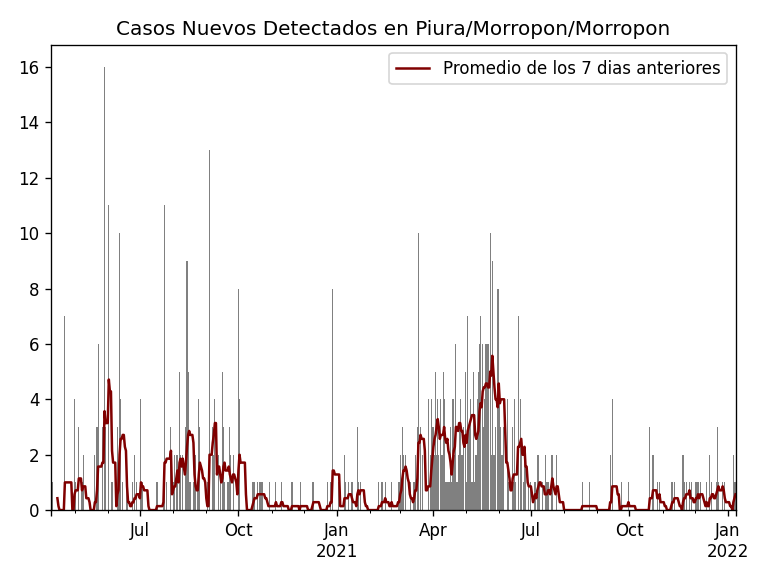 Casos Nuevos Detectados en Piura/Morropon/Morropon
Promedio de los 7 dias anteriores
16
14
12
10
8
6
4
2
0
Jul
Oct
Jan
2021
Apr
Jul
Oct
Jan
2022